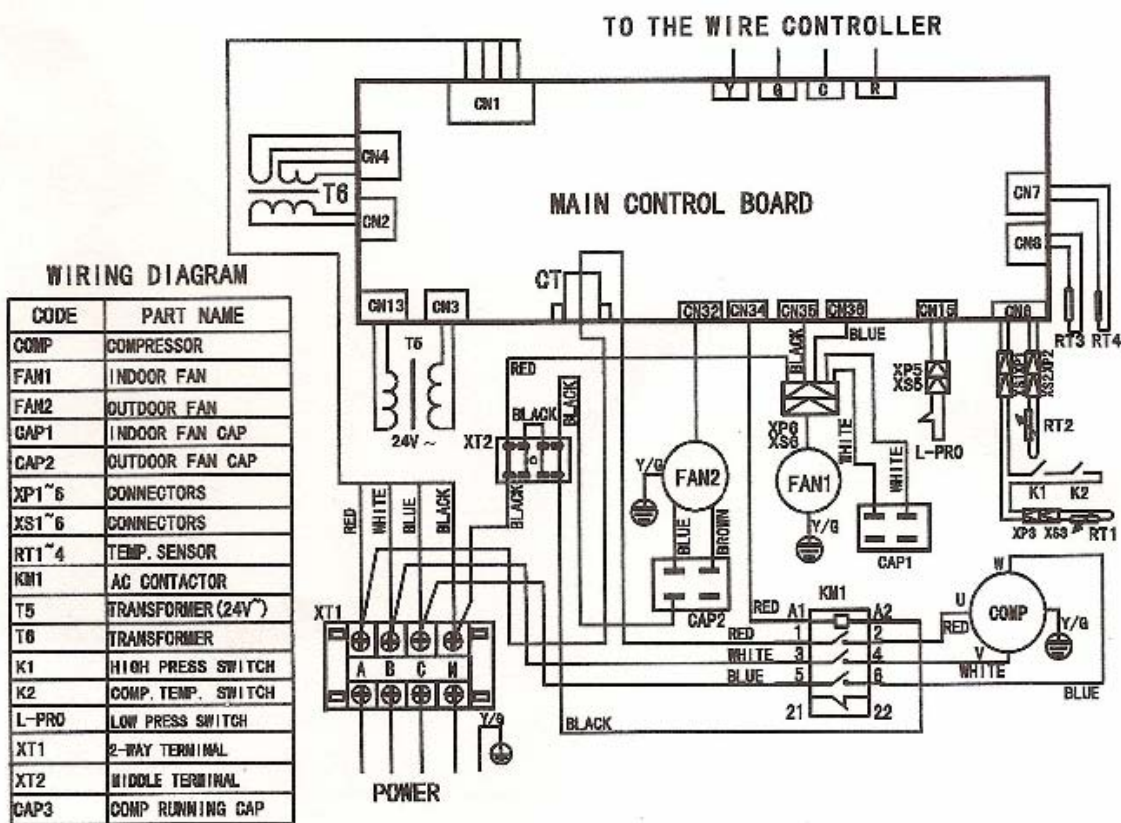 TO THE WIRE CONTROLLER
CN1
Y G C R
CN4
T6
CN2
MAIN CONTROL BOARD
CN7
CN6
WIRING DIAGRAM
CODE PART NAME
COMP COMPRESSOR
FAN1 INDOOR FAN
FAN2 OUTDOOR FAN
CAP1 INDOOR FAN CAP
CAP2 OUTDOOR FAN CAP
XP1~6 CONNECTORS
XS1~6 CONNECTORS
RT1~4 TEMP. SENSOR
KM1 AC CONTACTOR
T5 TRANSFORMER(24V~)
T6 TRANSFORMER
K1 HIGH PRESS SWITCH
K2 COMP. TEMP. SWITCH
L-PRO LOW PRESS SWITCH
XT1 2-WAY TERMINAL
XT2 MIDDLE TERMINAL
CAP3 COMP RUNNING CAP
CN13 CN3
CT
CN32 CN34 CN35 CN36 CN15
T5
24V ~
RED
BLACK
BLACK
BLACK
BLUE
XP5
XS5
XS1 XP1
XS2 XP2
RT3 RT4
XT2
BLACK
XP6
XS6
WHITE
WHITE
L-PRO
RT2
Y/G
FAN2
FAN1
Y/G
K1 K2
XP3 XS3 RT1
RED
WHITE
BLUE
BLACK
BLUE
BROWN
CAP2
CAP1
XT1
A B C N
Y/G
POWER
KM1
RED A1 A2
RED 1 2
WHITE 3 4
BLUE 5 6
21 22
BLACK
W
U
RED
COMP
V
WHITE
Y/G
BLUE